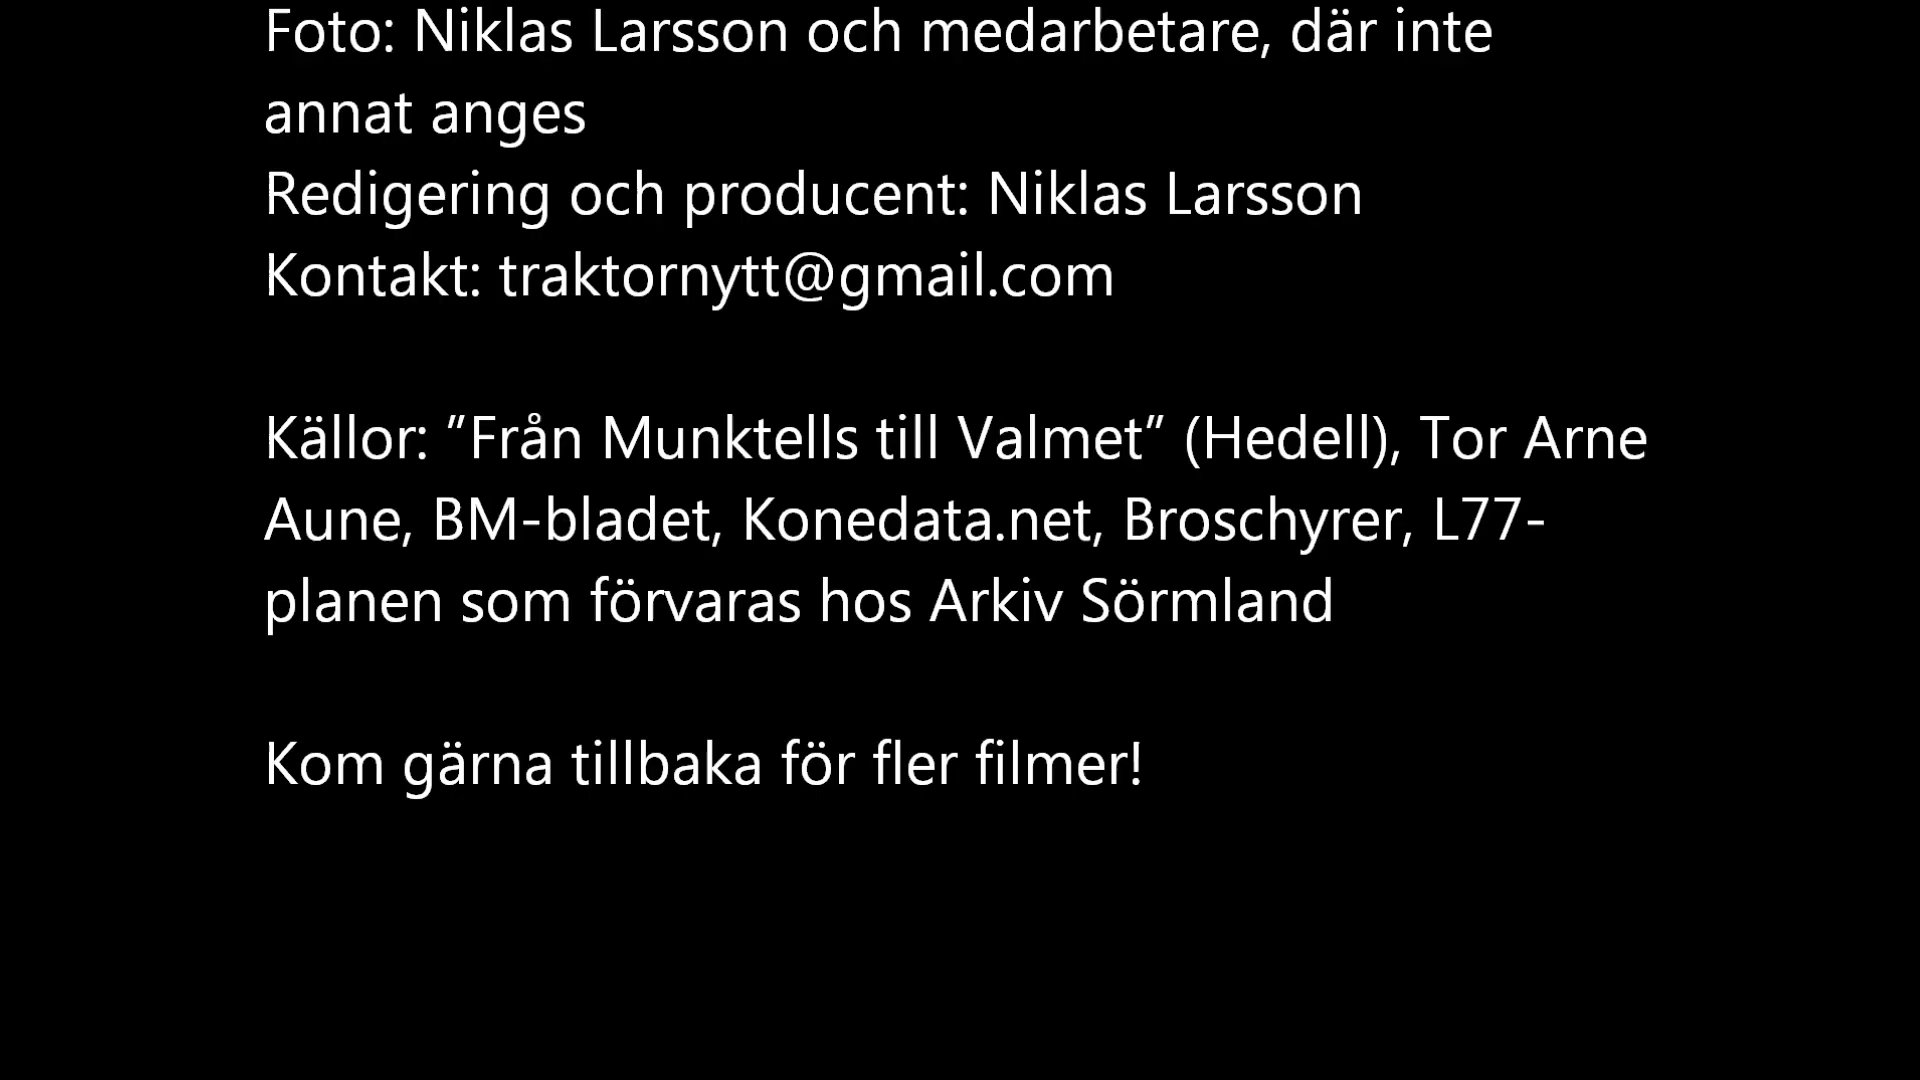 Foto: Niklas Larsson och medarbetare, där inte
annat anges
Redigering och producent: Niklas Larsson
Kontakt: traktornytt@gmail.com
Källor: ”Från Munktells till Valmet” (Hedell), Tor Arne
Aune, BM-bladet, Konedata.net, Broschyrer, L77-
planen som förvaras hos Arkiv Sörmland
Kom gärna tillbaka för fler filmer!